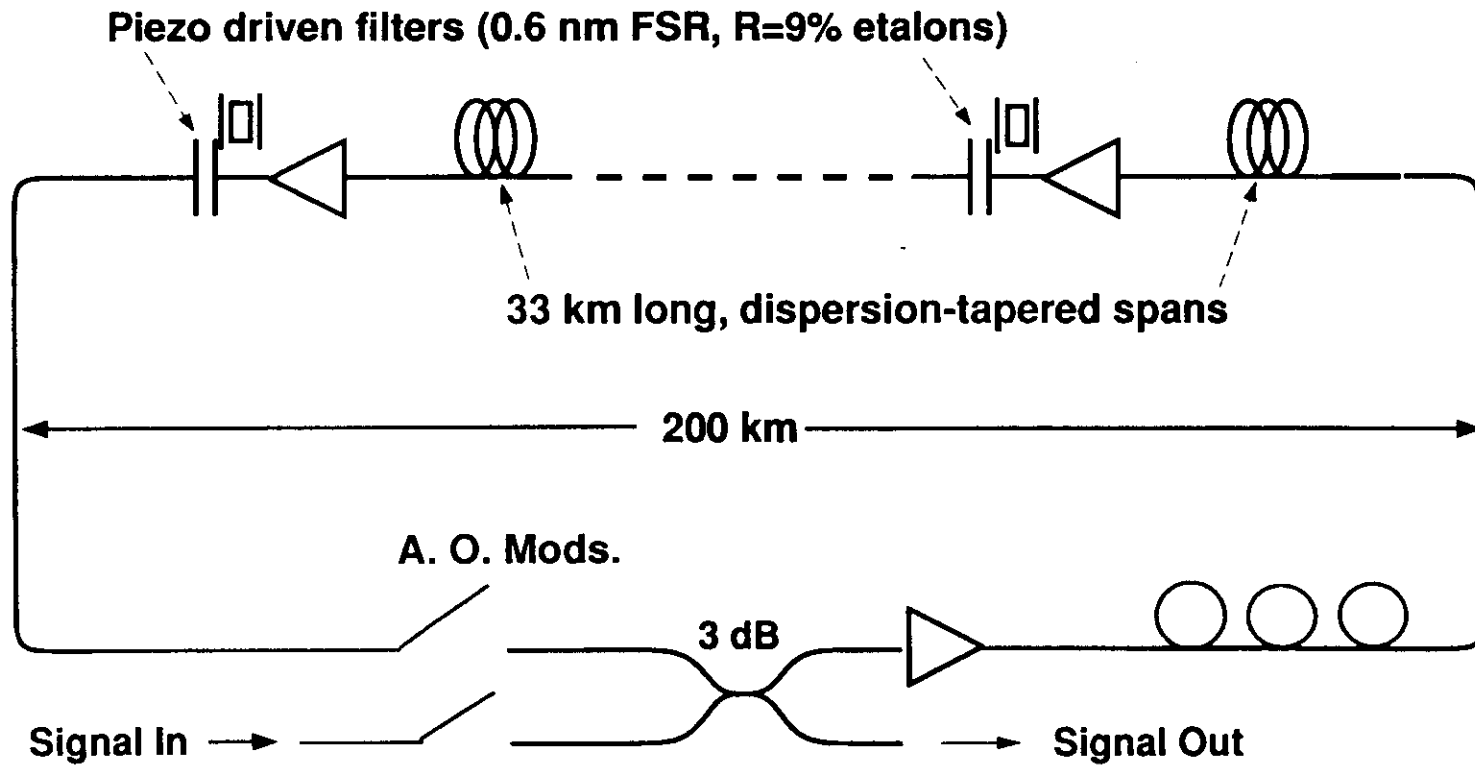 Piezo driven filters (0.6 nm FSR, R=9% etalons)
33 km long, dispersion-tapered spans
200 km
A. O. Mods.
3 dB
Signal In
Signal Out